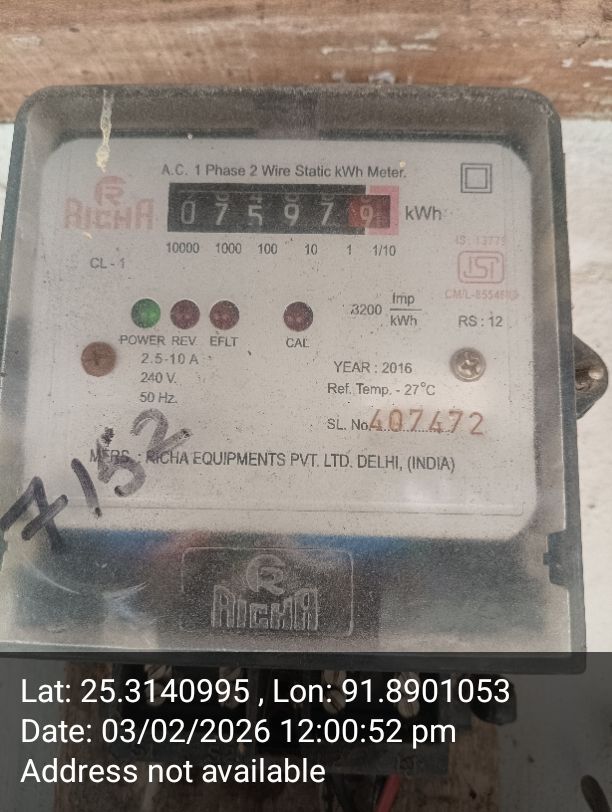 A.C. 1 Phase 2 Wire Static kWh Meter.
RICHA
0 7 5 9 7 9 kWh
10000 1000 100 10 1 1/10
IS: 13779
CL - 1
ISI
3200 Imp
kWh
RS : 12
POWER REV EFLT CAL
2.5-10 A
240 V.
50 Hz.
YEAR : 2016
Ref. Temp. - 27°C
SL. No. 407472
7/52
MFRS. : RICHA EQUIPMENTS PVT. LTD. DELHI, (INDIA)
RICHA
Lat: 25.3140995 , Lon: 91.8901053
Date: 03/02/2026 12:00:52 pm
Address not available